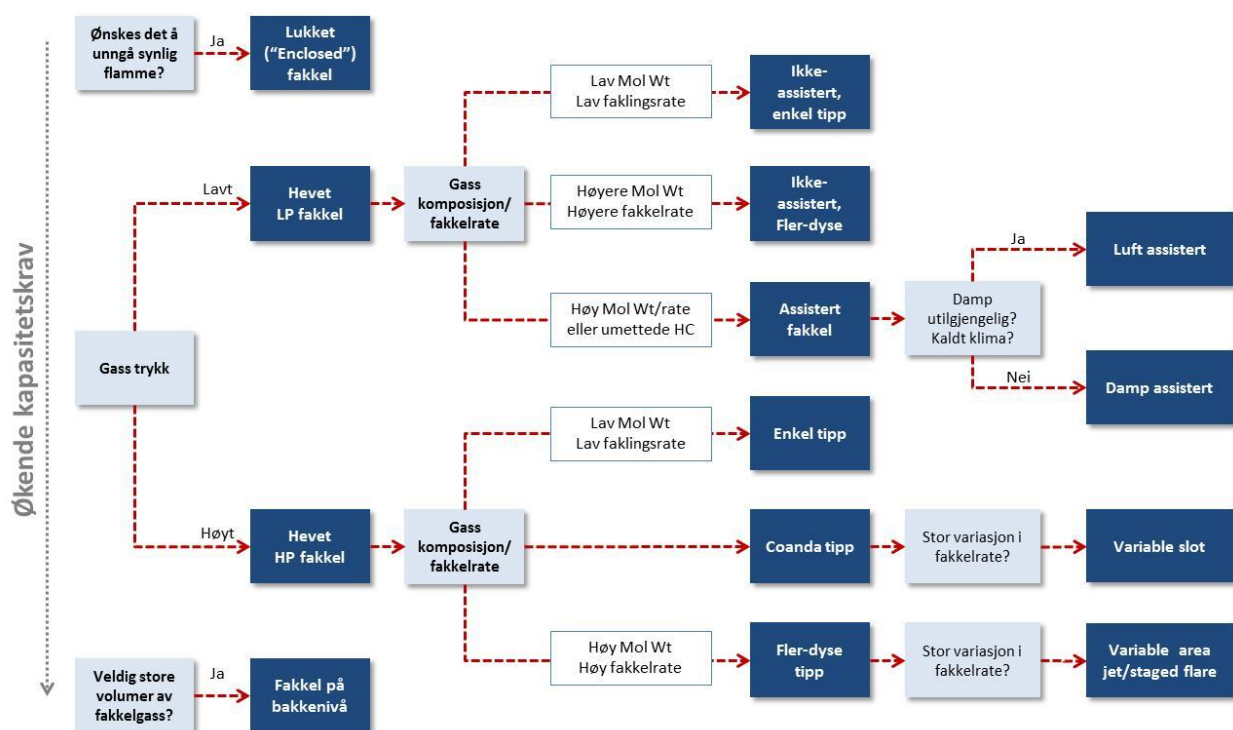 Økende kapasitetskrav
Ønskes det å
unngå synlig
flamme?
Ja
Lukket
(“Enclosed”)
fakkel
Lav Mol Wt
Lav faklingsrate
Ikke-
assistert,
enkel tipp
Lavt
Hevet
LP fakkel
Gass
komposisjon/
fakkelrate
Høyere Mol Wt
Høyere fakkelrate
Ikke-
assistert,
Fler-dyse
Høy Mol Wt/rate
eller umettede HC
Assistert
fakkel
Damp
utilgjengelig?
Kaldt klima?
Ja
Luft assistert
Nei
Damp assistert
Gass trykk
Høyt
Hevet
HP fakkel
Gass
komposisjon/
fakkelrate
Lav Mol Wt
Lav faklingsrate
Enkel tipp
Coanda tipp
Stor variasjon i
fakkelrate?
Variable slot
Høy Mol Wt
Høy fakkelrate
Fler-dyse
tipp
Stor variasjon i
fakkelrate?
Variable area
jet/staged flare
Veldig store
volumer av
fakkelgass?
Ja
Fakkel på
bakkenivå